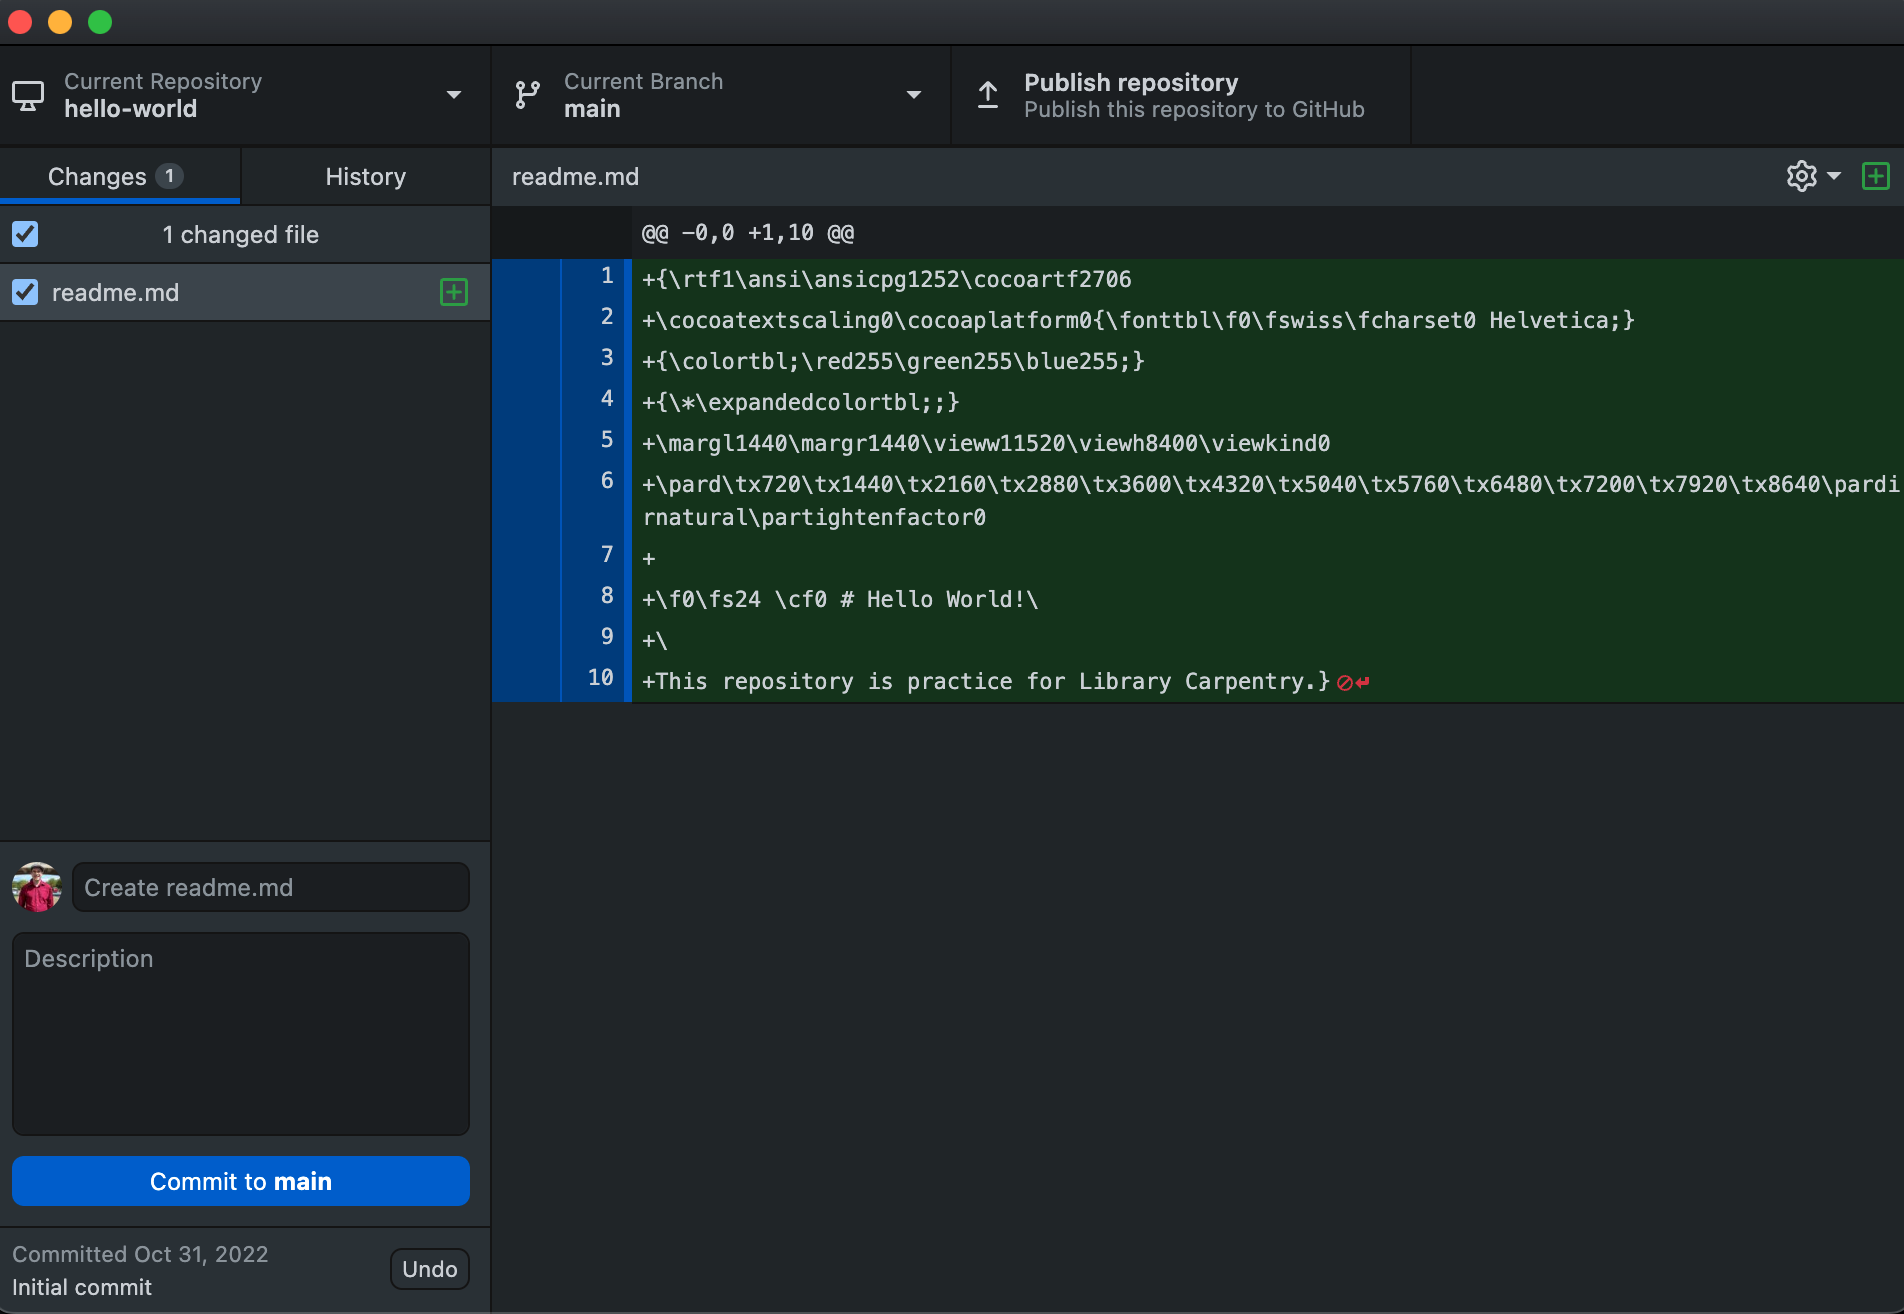 Current Repository
hello-world
Current Branch
main
Publish repository
Publish this repository to GitHub
Changes 1
History
readme.md
1 changed file
readme.md
@@ -0,0 +1,10 @@
1 +{\rtf1\ansi\ansicpg1252\cocoartf2706
2 +\cocoatextscaling0\cocoaplatform0{\fonttbl\f0\fswiss\fcharset0 Helvetica;}
3 +{\colortbl;\red255\green255\blue255;}
4 +{\*\expandedcolortbl;;}
5 +\margl1440\margr1440\vieww11520\viewh8400\viewkind0
6 +\pard\tx720\tx1440\tx2160\tx2880\tx3600\tx4320\tx5040\tx5760\tx6480\tx7200\tx7920\tx8640\pardi
rnatural\partightenfactor0
7 +
8 +\f0\fs24 \cf0 # Hello World!\
9 +\
10 +This repository is practice for Library Carpentry.}
Create readme.md
Description
Commit to main
Committed Oct 31, 2022
Initial commit
Undo